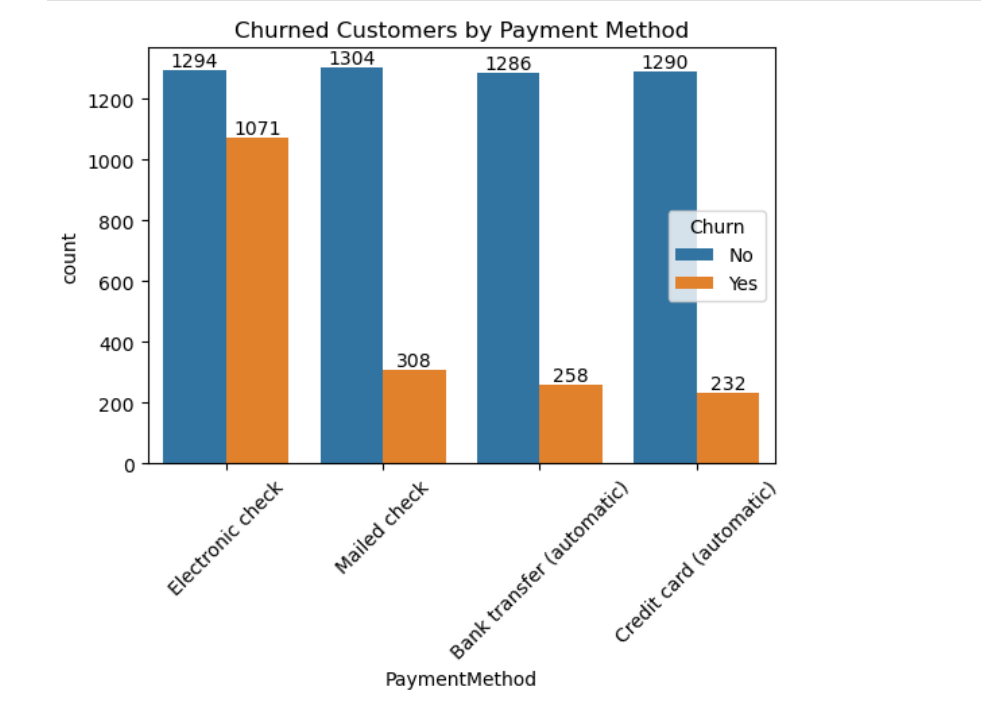 Churned Customers by Payment Method
1294
1304
1286
1290
1071
308
258
232
count
1200
1000
800
600
400
200
0
Churn
No
Yes
Electronic check
Mailed check
Bank transfer (automatic)
Credit card (automatic)
PaymentMethod